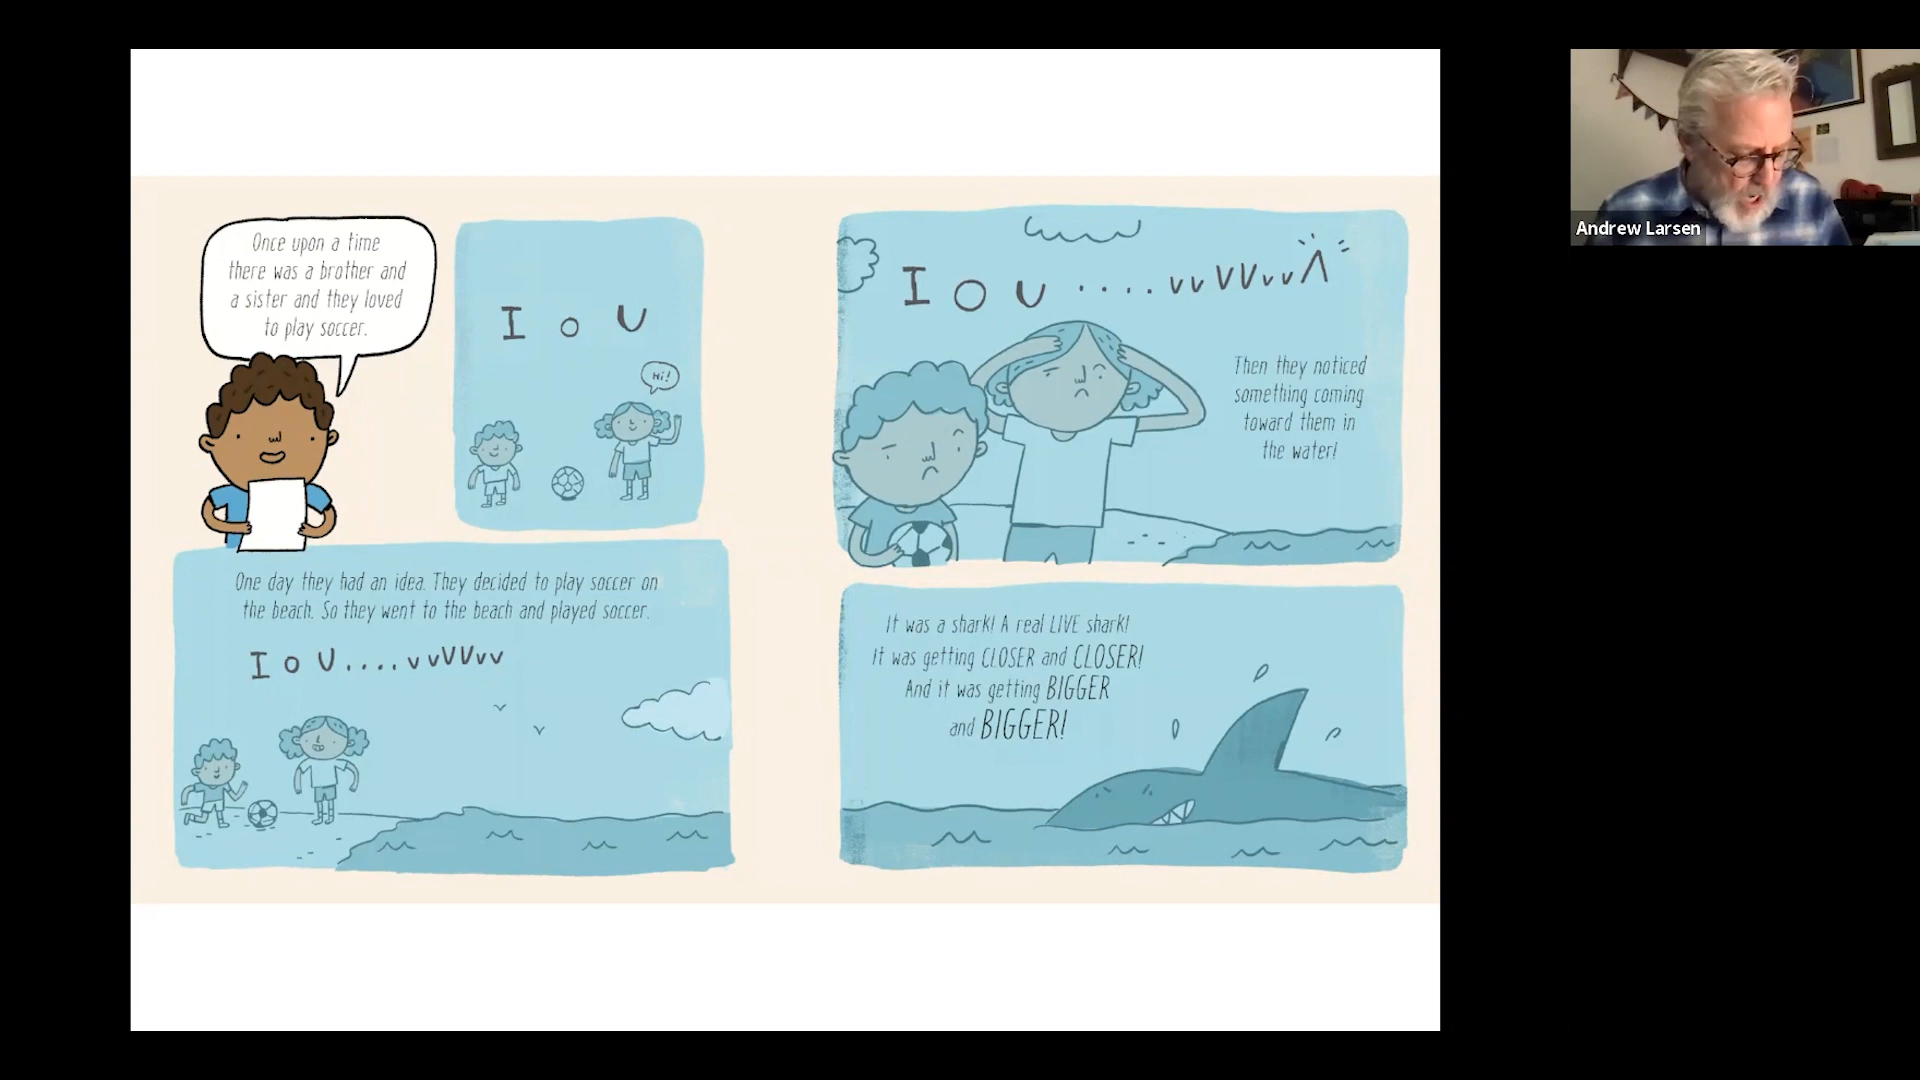 Once upon a time
there was a brother and
a sister and they loved
to play soccer.
I o U
Hi!
One day they had an idea. They decided to play soccer on
the beach. So they went to the beach and played soccer.
I o U....vvVVvv
I O U ....vvVVvvΛ
Then they noticed
something coming
toward them in
the water!
It was a shark! A real LIVE shark!
It was getting CLOSER and CLOSER!
And it was getting BIGGER
and BIGGER!
Andrew Larsen